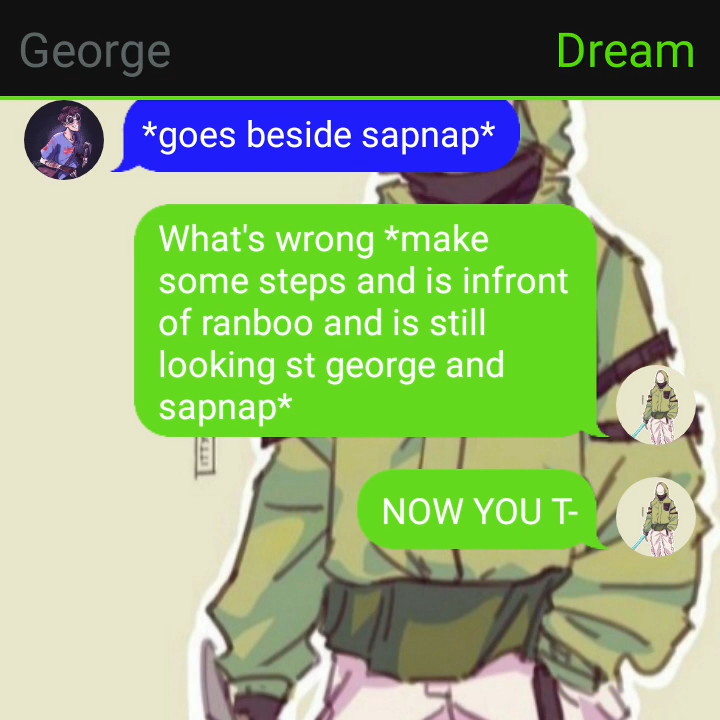 George
Dream
*goes beside sapnap*
What's wrong *make
some steps and is infront
of ranboo and is still
looking st george and
sapnap*
NOW YOU T-